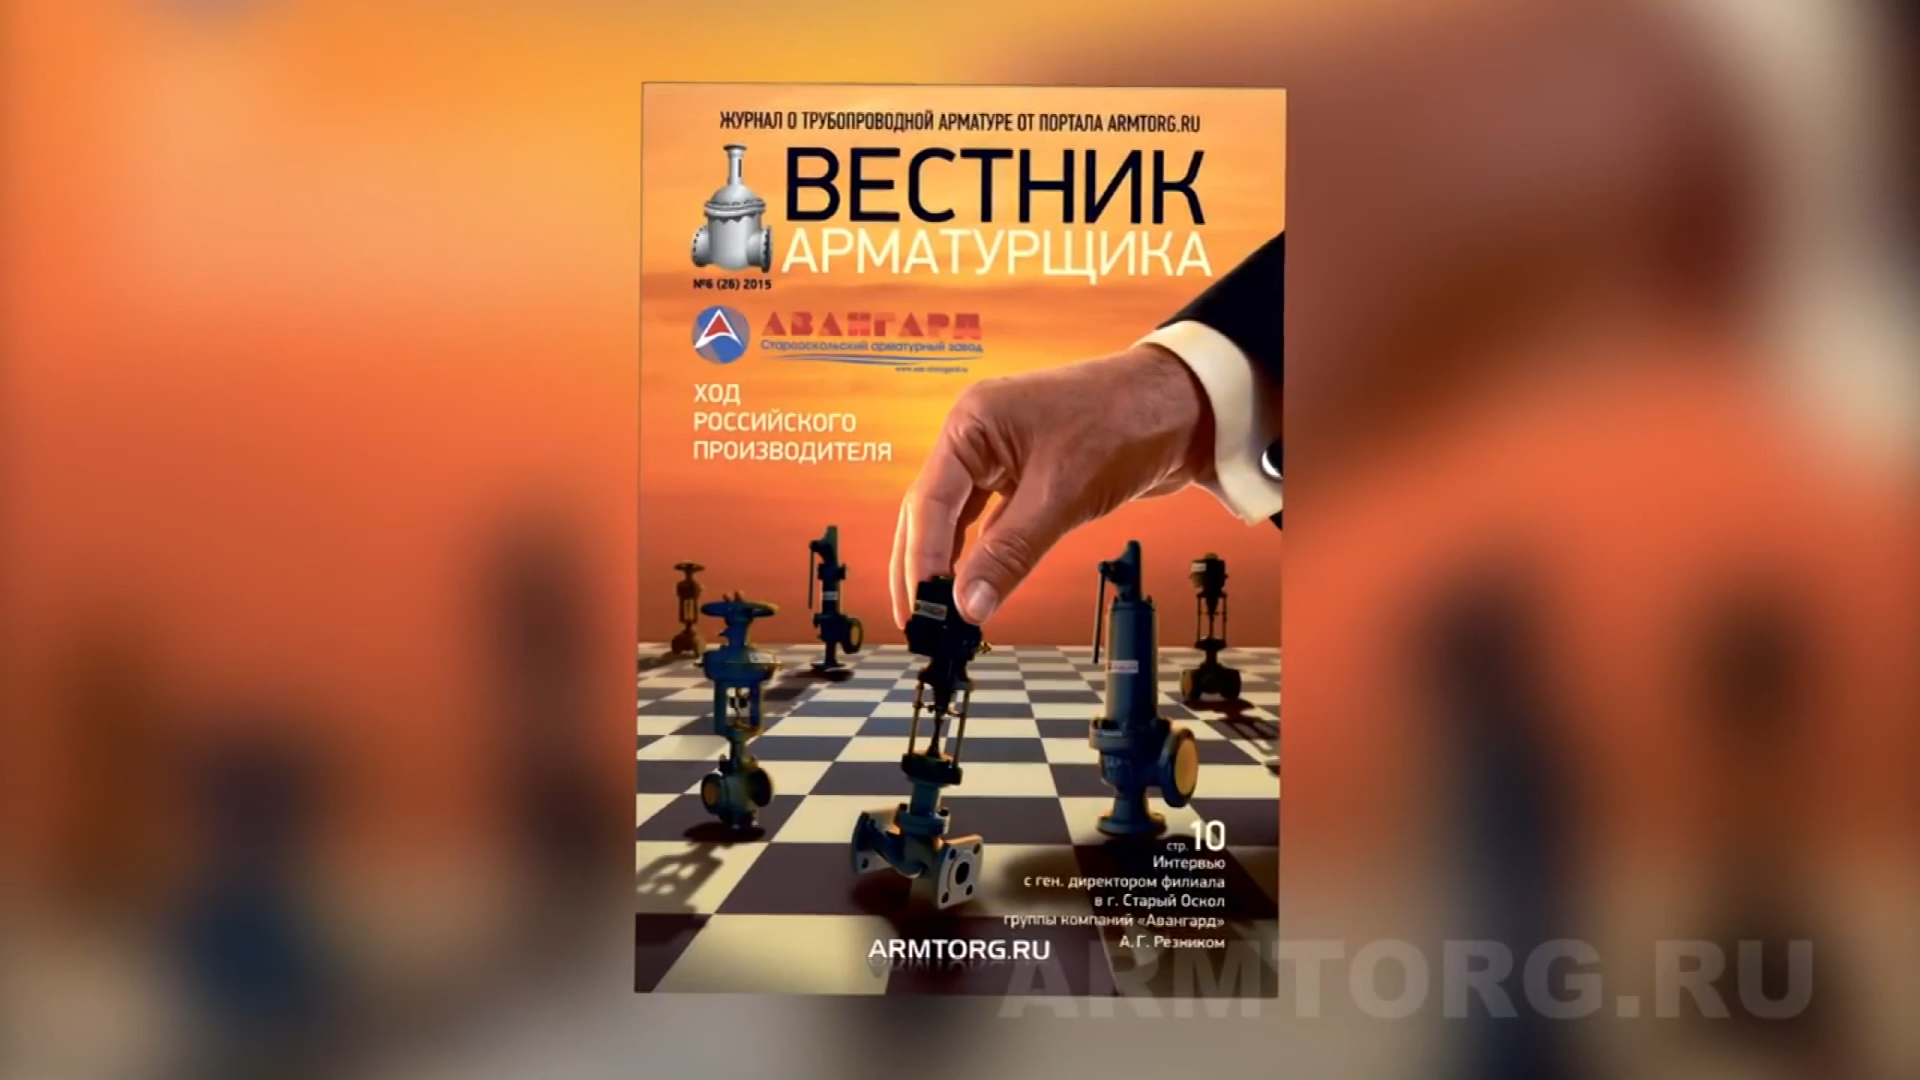 ЖУРНАЛ О ТРУБОПРОВОДНОЙ АРМАТУРЕ ОТ ПОРТАЛА ARMTORG.RU
ВЕСТНИК
АРМАТУРЩИКА
№6 (26) 2015
АВАНГАРД
Старооскольский арматурный завод
ХОД
РОССИЙСКОГО
ПРОИЗВОДИТЕЛЯ
стр. 10
Интервью
с ген. директором филиала
в г. Старый Оскол
группы компаний «Авангард»
А. Г. Резником
ARMTORG.RU
ARMTORG.RU